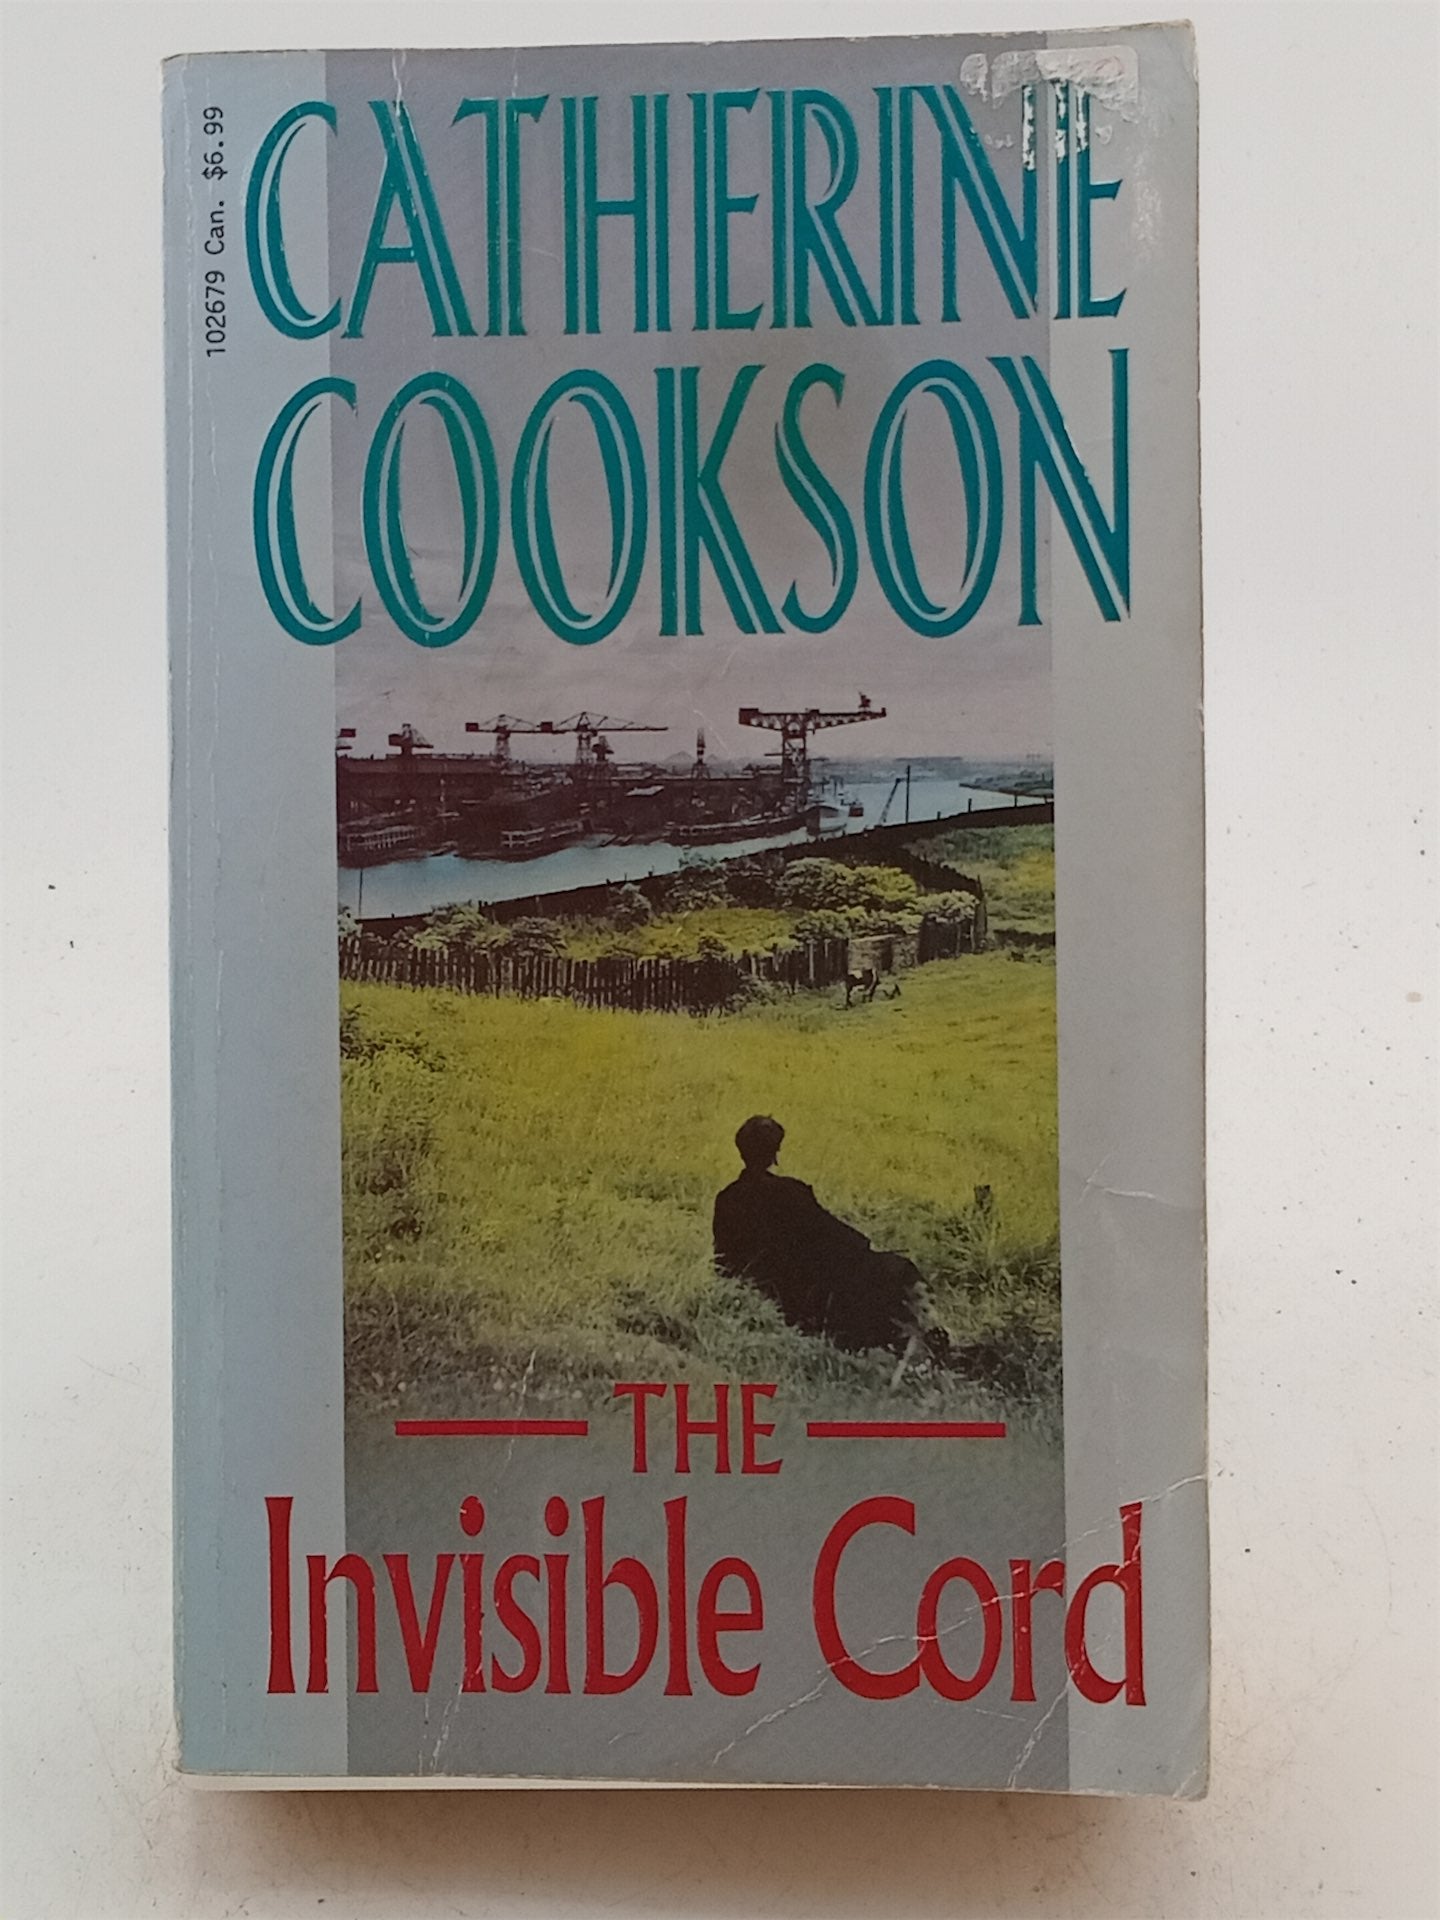 102679 Can. $6.99
CATHERINE
COOKSON
THE
Invisible Cord